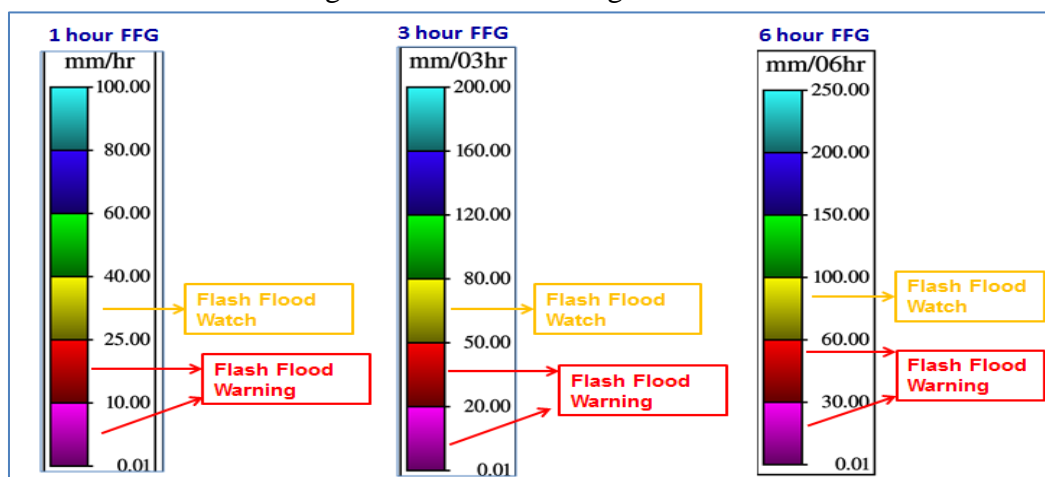 1 hour FFG
mm/hr
100.00
80.00
60.00
40.00
25.00
10.00
0.01
Flash Flood
Watch
Flash Flood
Warning
3 hour FFG
mm/03hr
200.00
160.00
120.00
80.00
50.00
20.00
0.01
Flash Flood
Watch
Flash Flood
Warning
6 hour FFG
mm/06hr
250.00
200.00
150.00
100.00
60.00
30.00
0.01
Flash Flood
Watch
Flash Flood
Warning